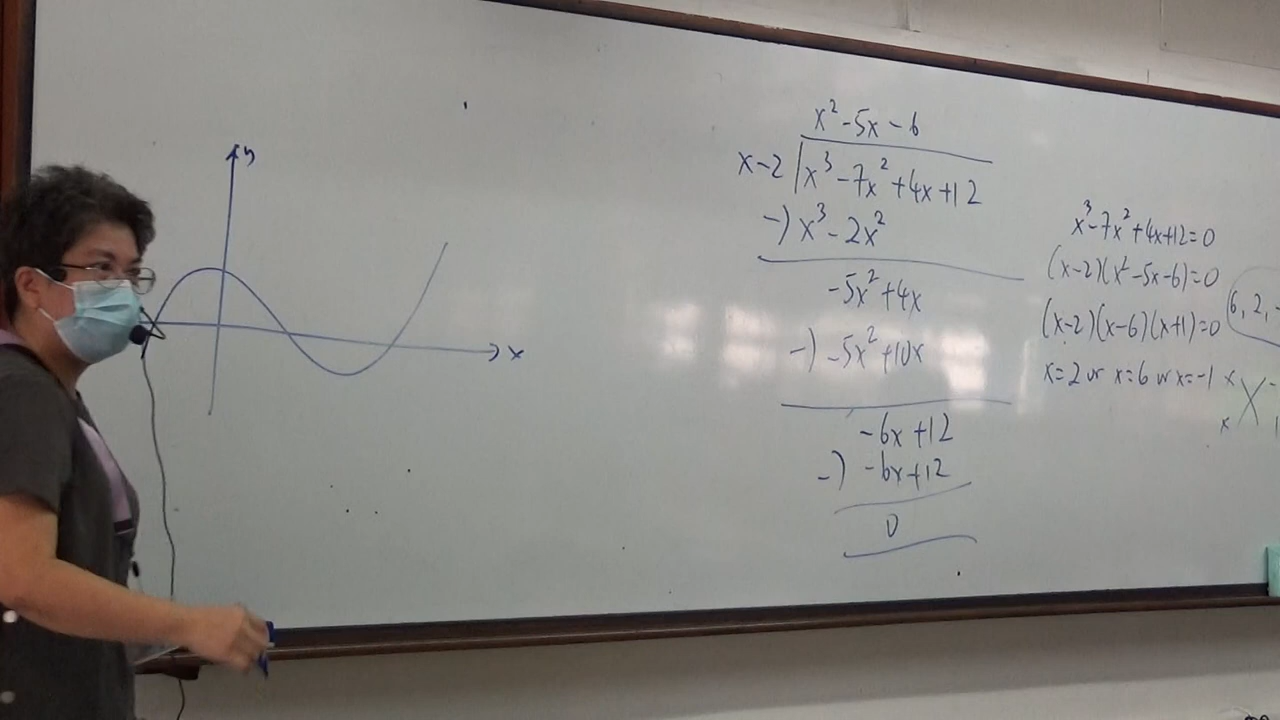 y
x
x²-5x-6
x-2 x³-7x²+4x+12
-) x³-2x²
-5x²+4x
-) -5x²+10x
-6x+12
-) -6x+12
0
x³-7x²+4x+12=0
(x-2)(x²-5x-6)=0
(x-2)(x-6)(x+1)=0
x=2 or x=6 or x=-1
6, 2,